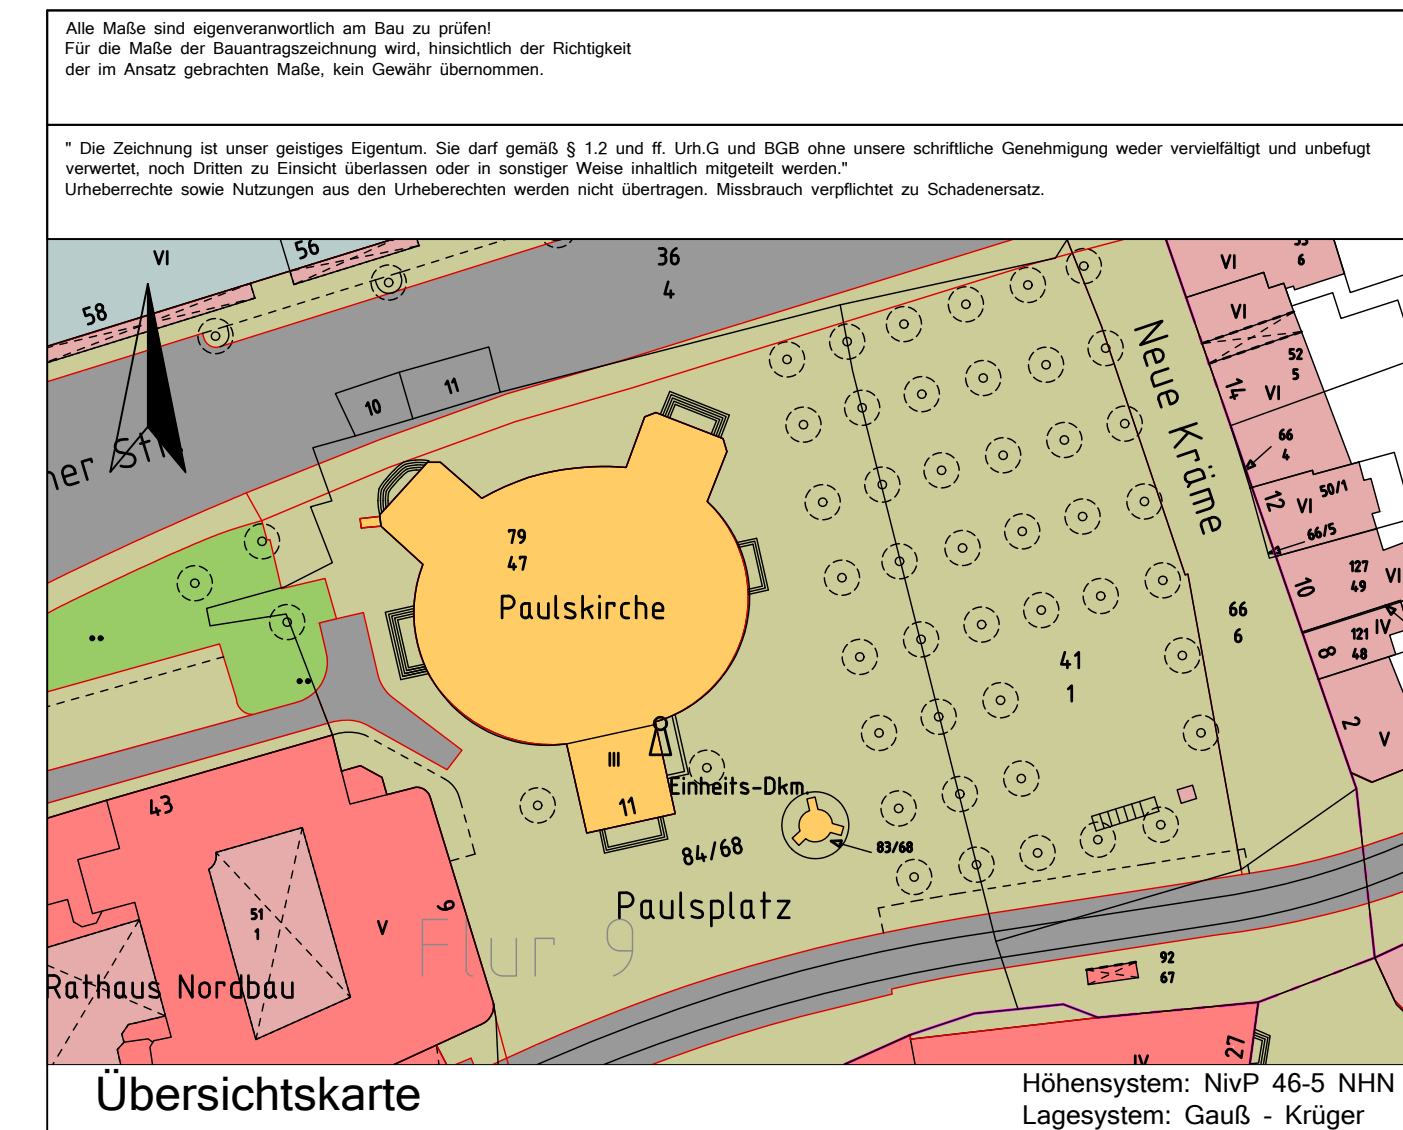 Alle Maße sind eigenveranwortlich am Bau zu prüfen!
Für die Maße der Bauantragszeichnung wird, hinsichtlich der Richtigkeit
der im Ansatz gebrachten Maße, kein Gewähr übernommen.
" Die Zeichnung ist unser geistiges Eigentum. Sie darf gemäß § 1.2 und ff. Urh.G und BGB ohne unsere schriftliche Genehmigung weder vervielfältigt und unbefugt
verwertet, noch Dritten zu Einsicht überlassen oder in sonstiger Weise inhaltlich mitgeteilt werden."
Urheberrechte sowie Nutzungen aus den Urheberechten werden nicht übertragen. Missbrauch verpflichtet zu Schadenersatz.
VI
56
36
4
VI
6
58
VI
52
5
14
VI
10
11
Neue Kräme
66
4
12
VI
50/1
66/5
79
47
Paulskirche
127
49
VI
10
66
6
121
48
IV
8
41
1
2
V
III
11
Einheits-Dkm.
43
84/68
83/68
Paulsplatz
51
1
V
9
Flur 9
92
67
Rathaus Nordbau
IV
27
Übersichtskarte
Höhensystem: NivP 46-5 NHN
Lagesystem: Gauß - Krüger